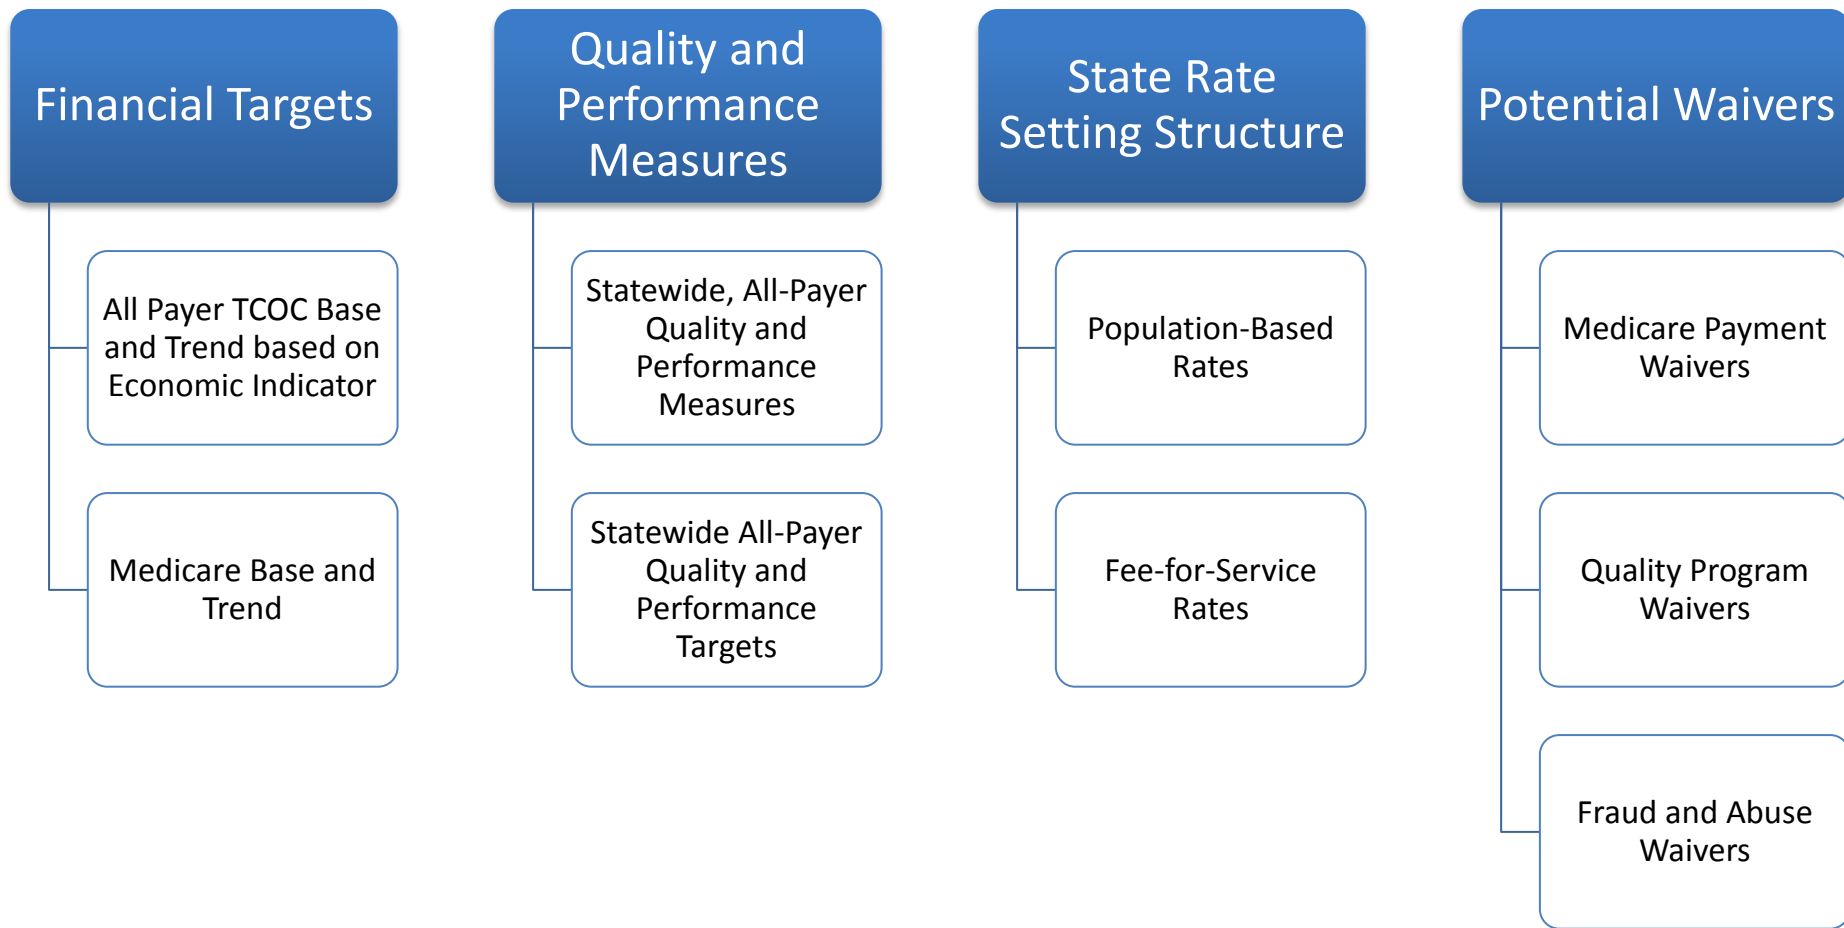 Financial Targets
All Payer TCOC Base
and Trend based on
Economic Indicator
Medicare Base and
Trend
Quality and
Performance
Measures
Statewide, All-Payer
Quality and
Performance
Measures
Statewide All-Payer
Quality and
Performance
Targets
State Rate
Setting Structure
Population-Based
Rates
Fee-for-Service
Rates
Potential Waivers
Medicare Payment
Waivers
Quality Program
Waivers
Fraud and Abuse
Waivers